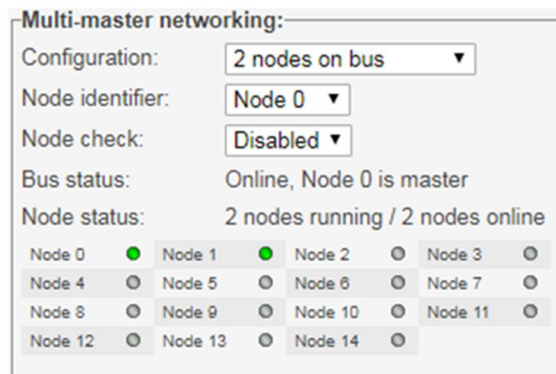 Multi-master networking:
Configuration: 2 nodes on bus
Node identifier: Node 0
Node check: Disabled
Bus status: Online, Node 0 is master
Node status: 2 nodes running / 2 nodes online
Node 0 Node 1 Node 2 Node 3
Node 4 Node 5 Node 6 Node 7
Node 8 Node 9 Node 10 Node 11
Node 12 Node 13 Node 14